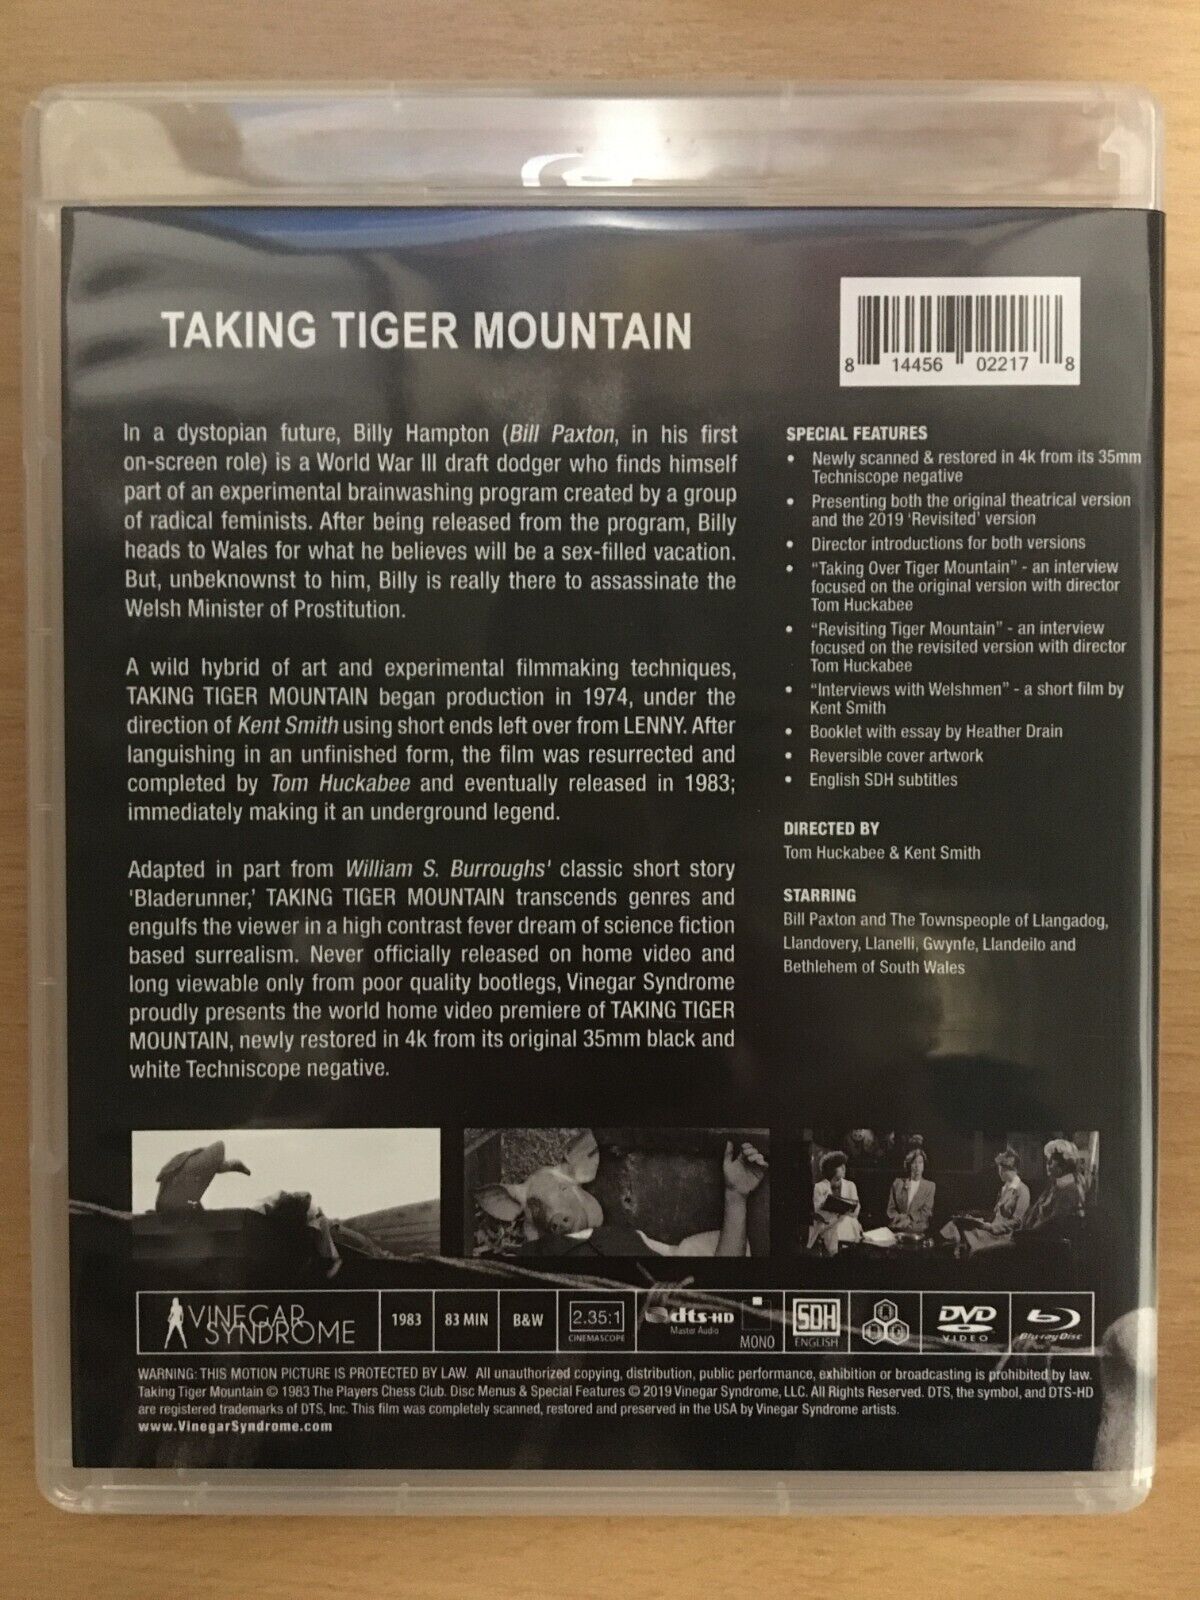 TAKING TIGER MOUNTAIN
8 14456 02217 8
In a dystopian future, Billy Hampton (Bill Paxton, in his first
on-screen role) is a World War III draft dodger who finds himself
part of an experimental brainwashing program created by a group
of radical feminists. After being released from the program, Billy
heads to Wales for what he believes will be a sex-filled vacation.
But, unbeknownst to him, Billy is really there to assassinate the
Welsh Minister of Prostitution.
A wild hybrid of art and experimental filmmaking techniques,
TAKING TIGER MOUNTAIN began production in 1974, under the
direction of Kent Smith using short ends left over from LENNY. After
languishing in an unfinished form, the film was resurrected and
completed by Tom Huckabee and eventually released in 1983;
immediately making it an underground legend.
Adapted in part from William S. Burroughs' classic short story
'Bladerunner,' TAKING TIGER MOUNTAIN transcends genres and
engulfs the viewer in a high contrast fever dream of science fiction
based surrealism. Never officially released on home video and
long viewable only from poor quality bootlegs, Vinegar Syndrome
proudly presents the world home video premiere of TAKING TIGER
MOUNTAIN, newly restored in 4k from its original 35mm black and
white Techniscope negative.
SPECIAL FEATURES
• Newly scanned & restored in 4k from its 35mm
Techniscope negative
• Presenting both the original theatrical version
and the 2019 'Revisited' version
• Director introductions for both versions
• "Taking Over Tiger Mountain" - an interview
focused on the original version with director
Tom Huckabee
• "Revisiting Tiger Mountain" - an interview
focused on the revisited version with director
Tom Huckabee
• "Interviews with Welshmen" - a short film by
Kent Smith
• Booklet with essay by Heather Drain
• Reversible cover artwork
• English SDH subtitles
DIRECTED BY
Tom Huckabee & Kent Smith
STARRING
Bill Paxton and The Townspeople of Llangadog,
Llandovery, Llanelli, Gwynfe, Llandeilo and
Bethlehem of South Wales
VINEGAR
SYNDROME
1983
83 MIN
B&W
2.35:1
CINEMASCOPE
dts-HD
Master Audio
MONO
SDH
ENGLISH
DVD
VIDEO
Blu-ray Disc
WARNING: THIS MOTION PICTURE IS PROTECTED BY LAW. All unauthorized copying, distribution, public performance, exhibition or broadcasting is prohibited by law.
Taking Tiger Mountain © 1983 The Players Chess Club. Disc Menus & Special Features © 2019 Vinegar Syndrome, LLC. All Rights Reserved. DTS, the symbol, and DTS-HD
are registered trademarks of DTS, Inc. This film was completely scanned, restored and preserved in the USA by Vinegar Syndrome artists.
www.VinegarSyndrome.com